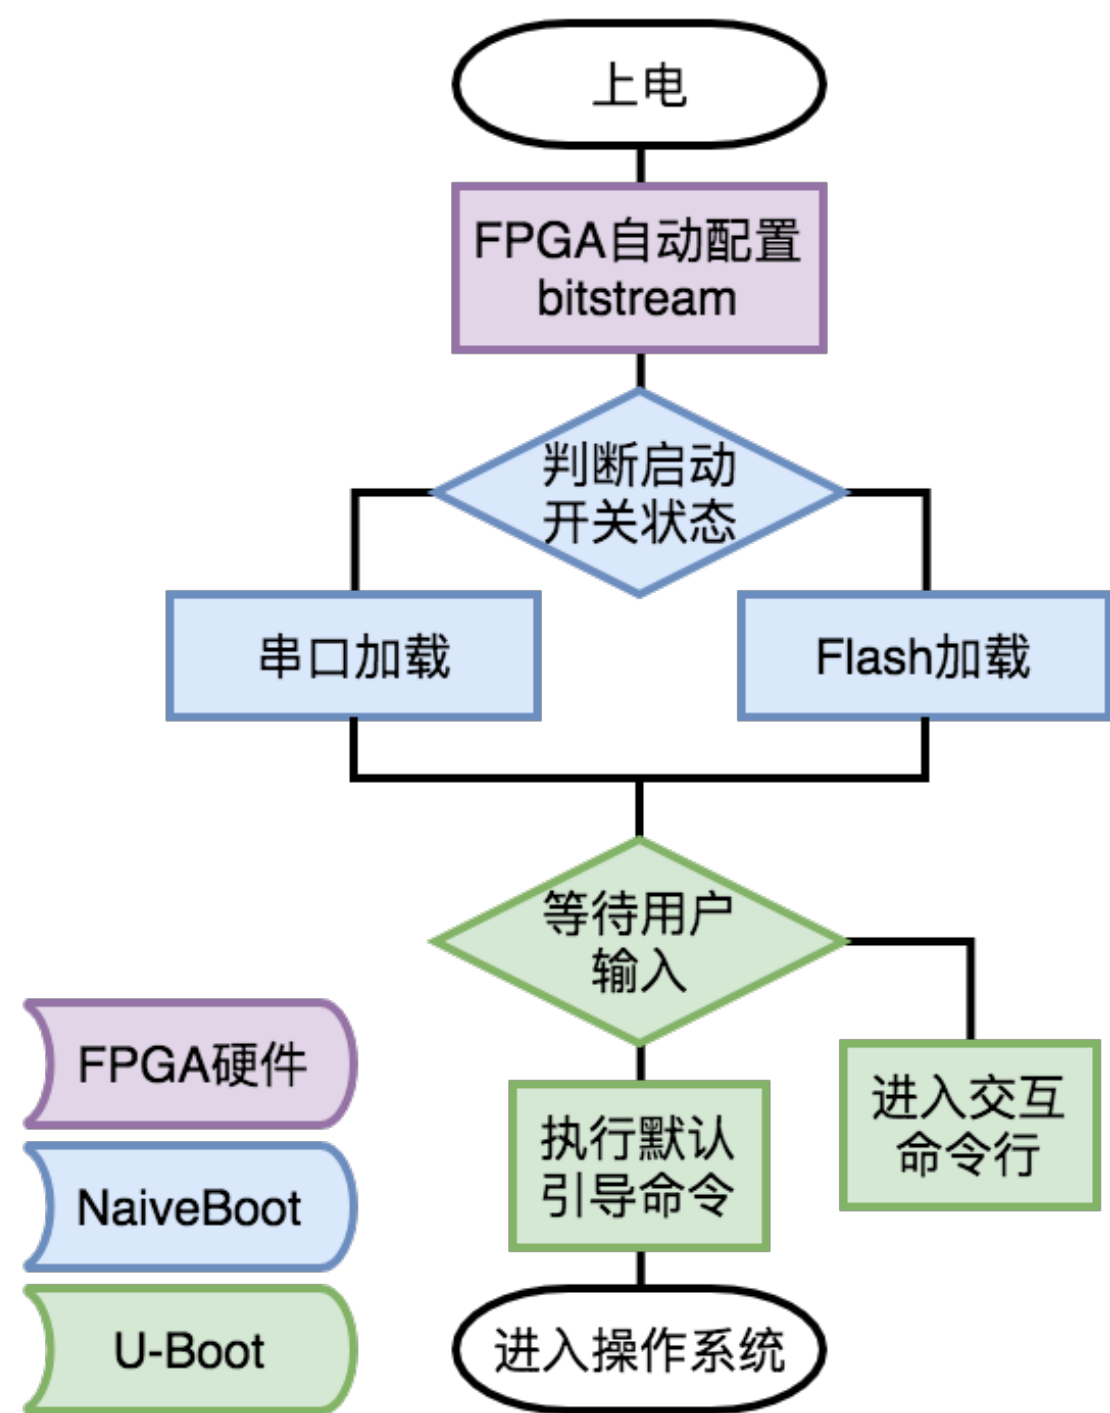 上电
FPGA自动配置
bitstream
判断启动
开关状态
串口加载
Flash加载
等待用户
输入
执行默认
引导命令
进入交互
命令行
进入操作系统
FPGA硬件
NaiveBoot
U-Boot